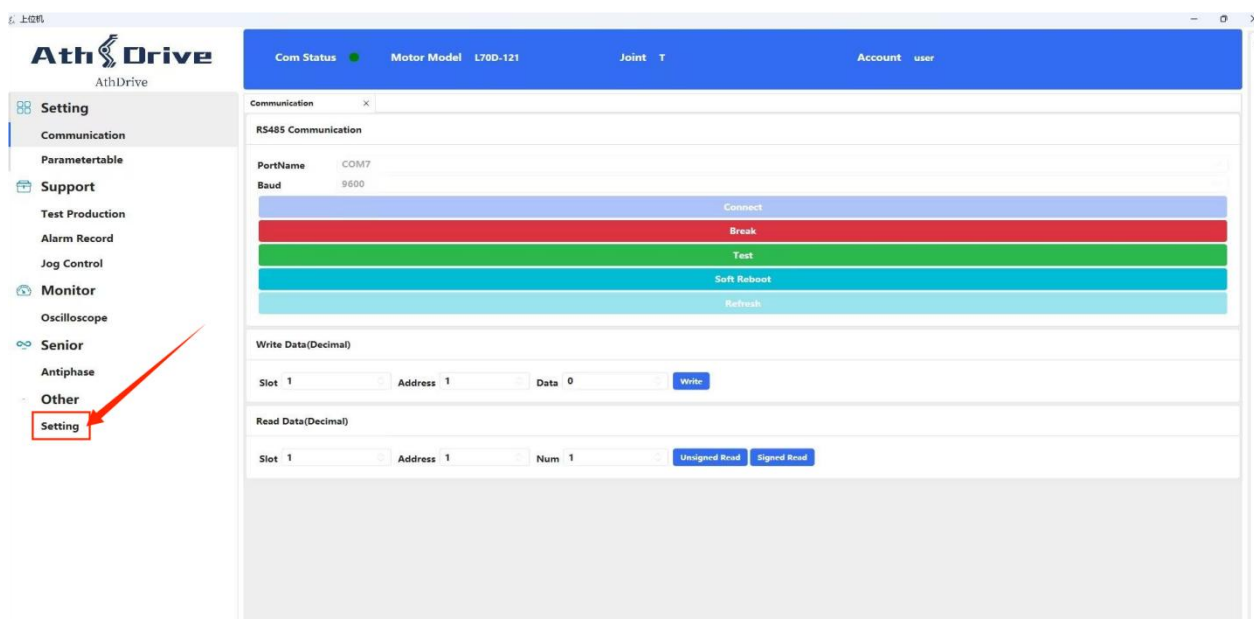 上位机
Ath Drive
AthDrive
Com Status Motor Model L70D-121 Joint T Account user
Setting
Communication
Parametertable
Support
Test Production
Alarm Record
Jog Control
Monitor
Oscilloscope
Senior
Antiphase
Other
Setting
Communication ×
RS485 Communication
PortName COM7
Baud 9600
Connect
Break
Test
Soft Reboot
Refresh
Write Data(Decimal)
Slot 1 Address 1 Data 0 Write
Read Data(Decimal)
Slot 1 Address 1 Num 1 Unsigned Read Signed Read